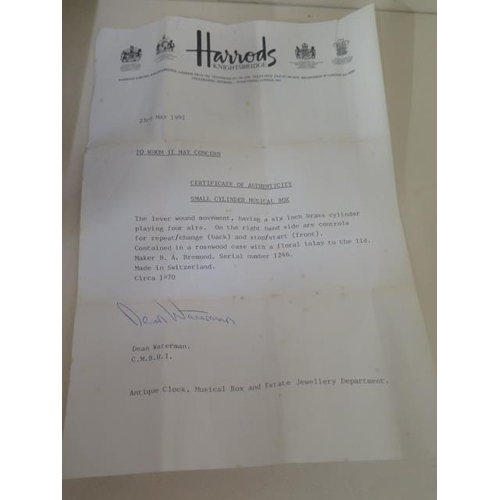 Harrods
KNIGHTSBRIDGE
23rd May 1991
TO WHOM IT MAY CONCERN
CERTIFICATE OF AUTHENTICITY
SMALL CYLINDER MUSICAL BOX
The lever wound movement, having a six inch brass cylinder
playing four airs. On the right hand side are controls
for repeat/change (back) and stop/start (front).
Contained in a rosewood case with a floral inlay to the lid.
Maker B. A. Bremond, Serial number 1266.
Made in Switzerland.
Circa 1870
Dean Waterman
Dean Waterman.
C.M.B.H.I.
Antique Clock, Musical Box and Estate Jewellery Department.